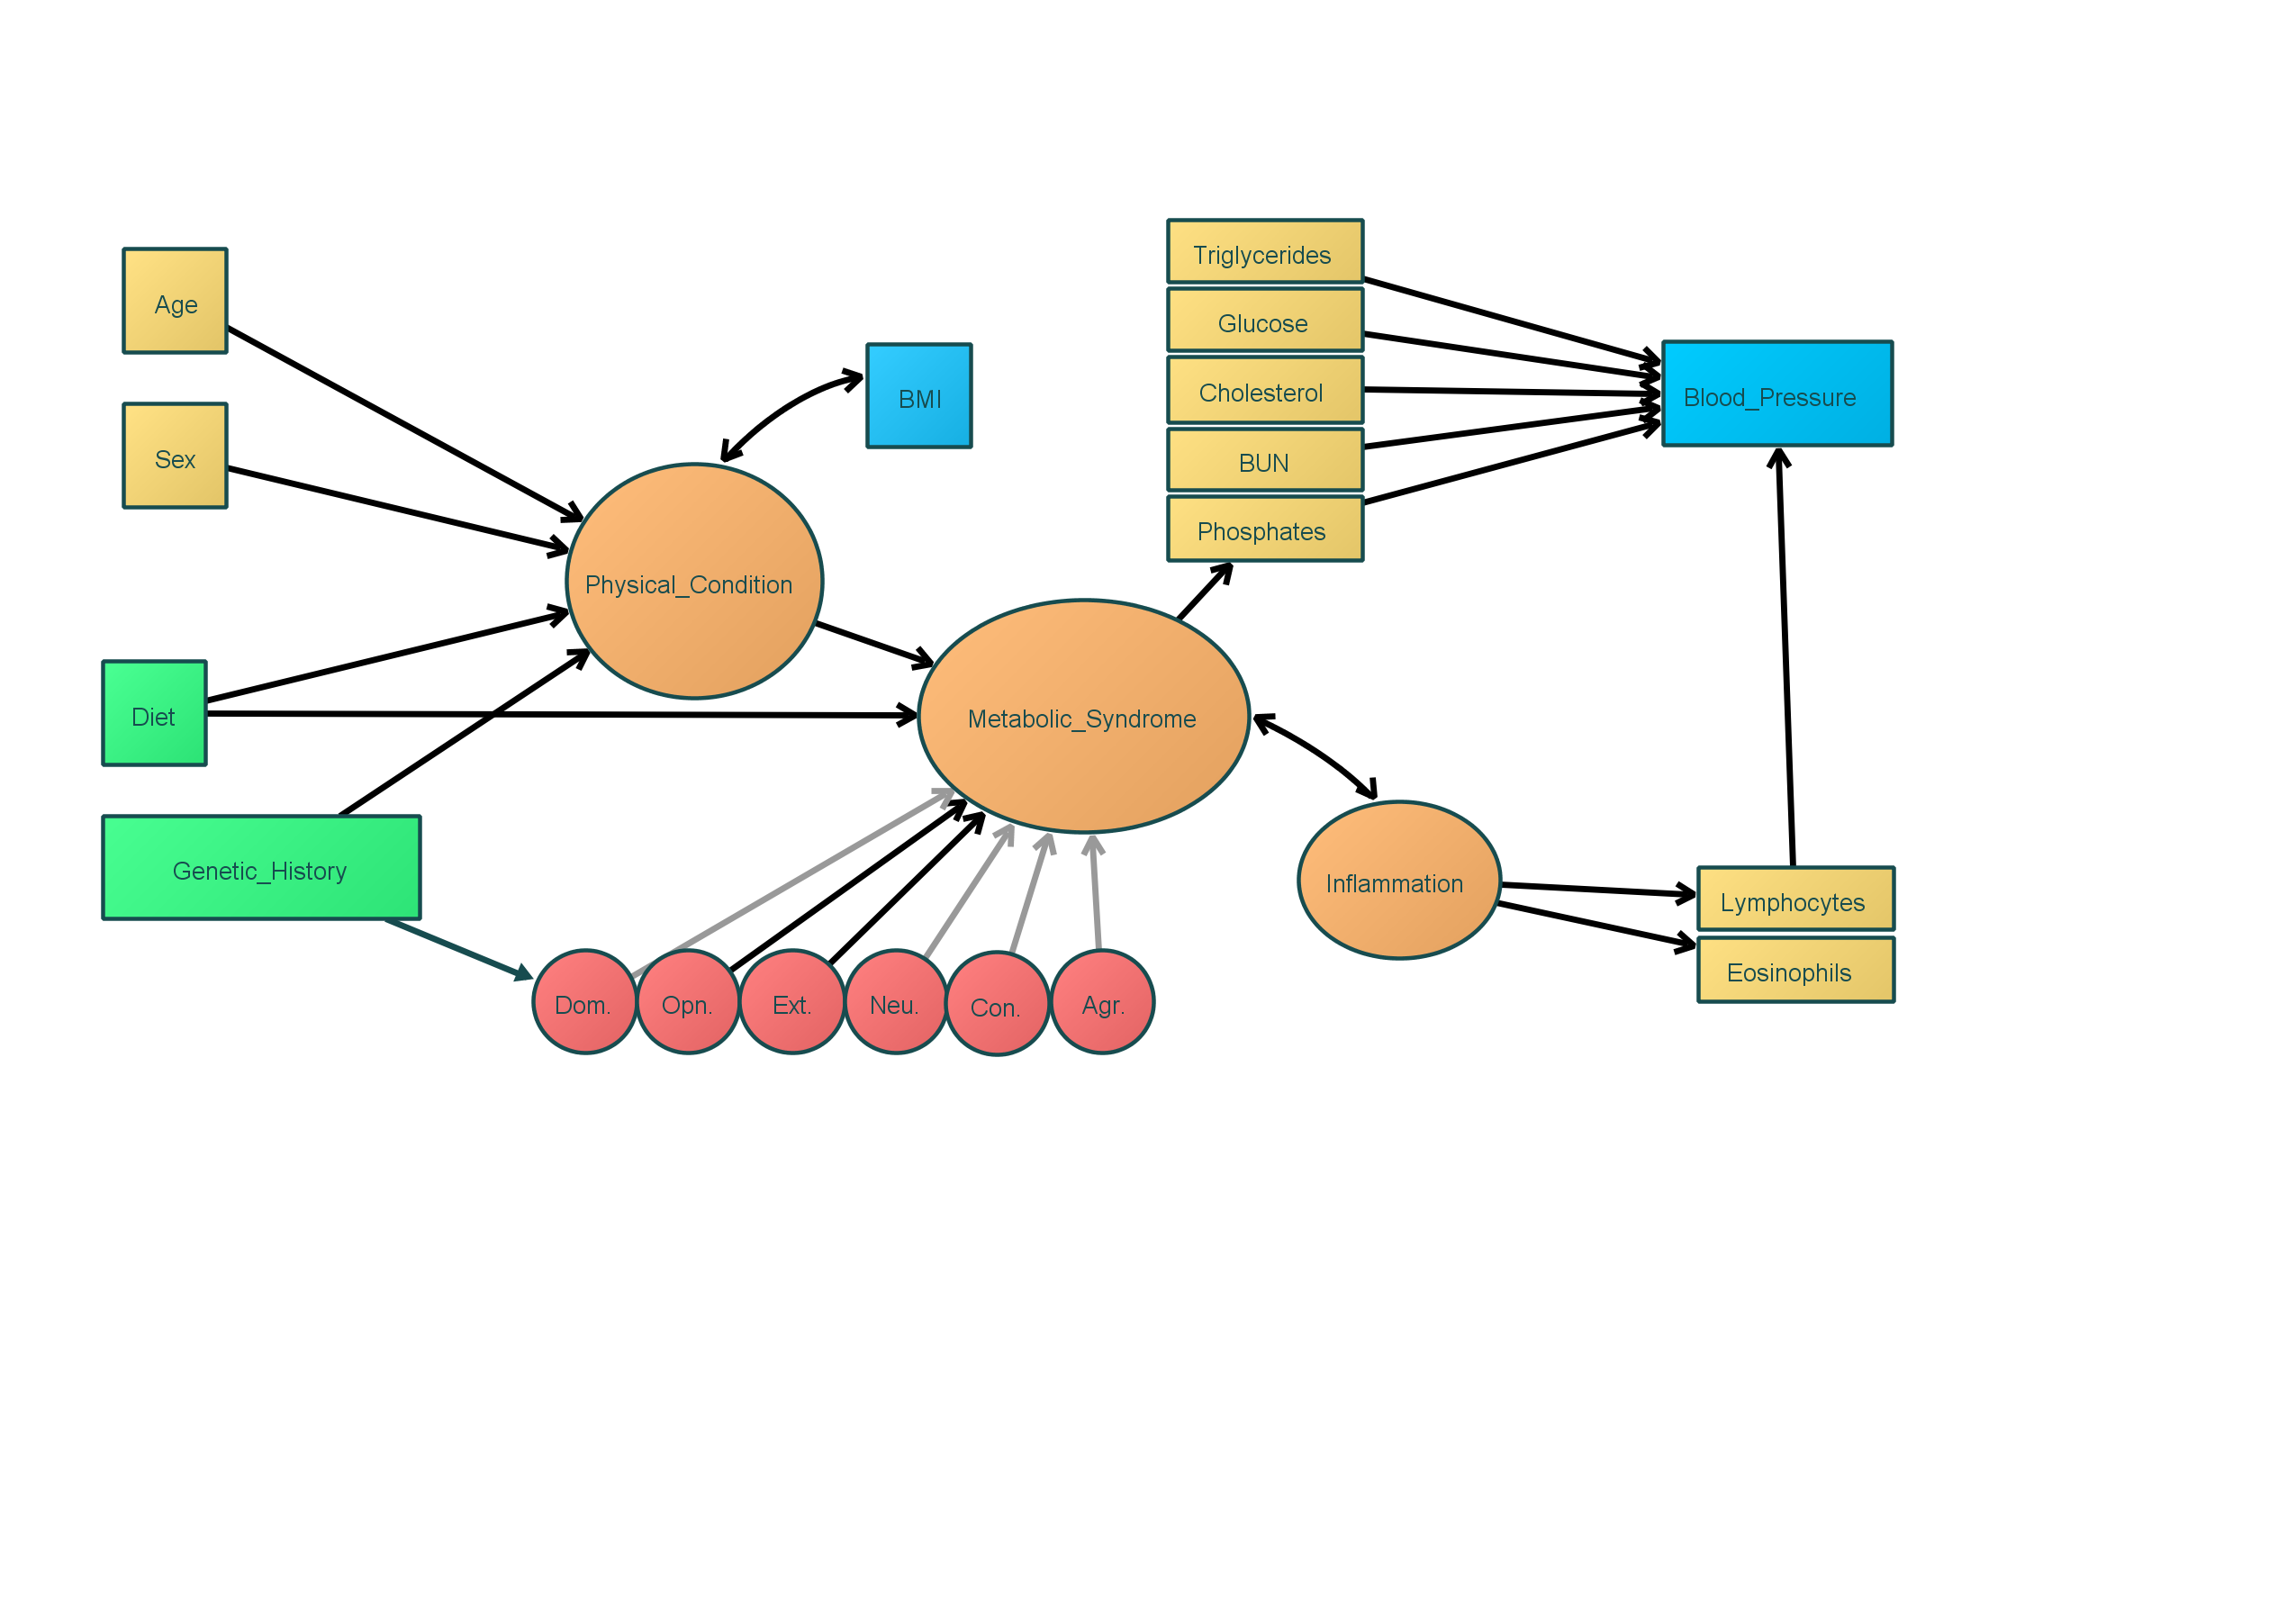 Age
Sex
Diet
Genetic_History
Physical_Condition
BMI
Metabolic_Syndrome
Triglycerides
Glucose
Cholesterol
BUN
Phosphates
Blood_Pressure
Inflammation
Lymphocytes
Eosinophils
Dom.
Opn.
Ext.
Neu.
Con.
Agr.